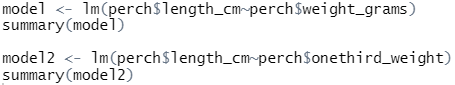 model <- lm(perch$length_cm~perch$weight_grams)
summary(model)
model2 <- lm(perch$length_cm~perch$onethird_weight)
summary(model2)